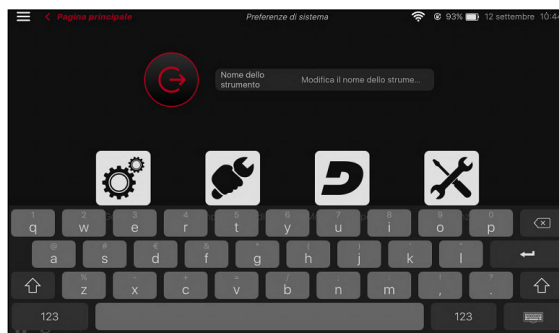 Pagina principale
Preferenze di sistema
93%
12 settembre 10:44
Nome dello
strumento
Modifica il nome dello strume...
1 2 3 4 5 6 7 8 9 0
q w e r t y u i o p
@ # € & * ( ) ' "
a s d f g h j k l
% - + = / ; : ! ?
z x c v b n m , .
123
123